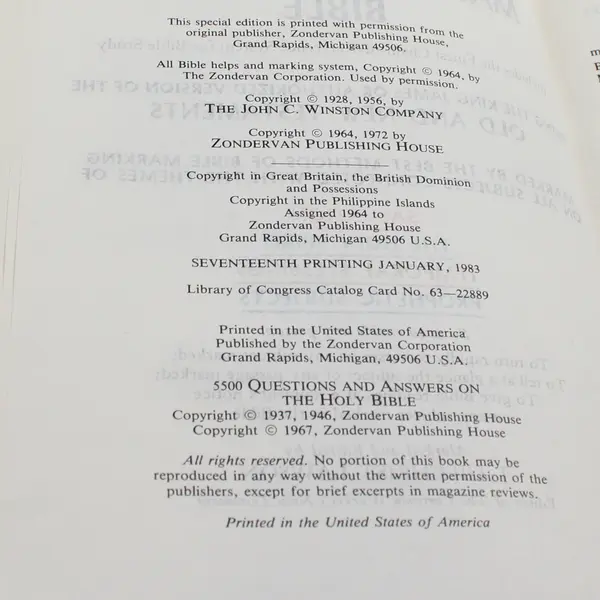 This special edition is printed with permission from the
original publisher, Zondervan Publishing House,
Grand Rapids, Michigan 49506.
All Bible helps and marking system, Copyright © 1964, by
The Zondervan Corporation. Used by permission.
Copyright © 1928, 1956, by
THE JOHN C. WINSTON COMPANY
Copyright © 1964, 1972 by
ZONDERVAN PUBLISHING HOUSE
Copyright in Great Britain, the British Dominion
and Possessions
Copyright in the Philippine Islands
Assigned 1964 to
Zondervan Publishing House
Grand Rapids, Michigan 49506 U.S.A.
SEVENTEENTH PRINTING JANUARY, 1983
Library of Congress Catalog Card No. 63—22889
Printed in the United States of America
Published by the Zondervan Corporation
Grand Rapids, Michigan, 49506 U.S.A.
5500 QUESTIONS AND ANSWERS ON
THE HOLY BIBLE
Copyright © 1937, 1946, Zondervan Publishing House
Copyright © 1967, Zondervan Publishing House
All rights reserved. No portion of this book may be
reproduced in any way without the written permission of the
publishers, except for brief excerpts in magazine reviews.
Printed in the United States of America